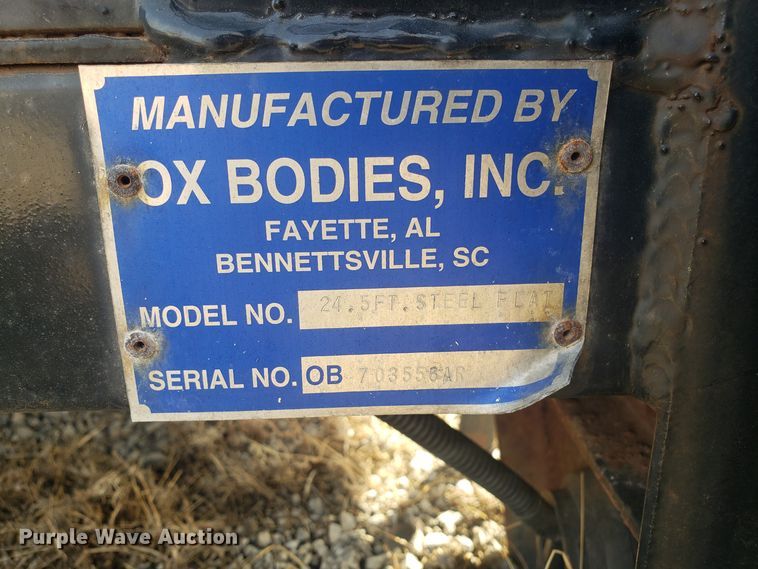 MANUFACTURED BY
OX BODIES, INC.
FAYETTE, AL
BENNETTSVILLE, SC
MODEL NO. 24.5FT.STEEL FLAT
SERIAL NO. OB 703556AR
Purple Wave Auction